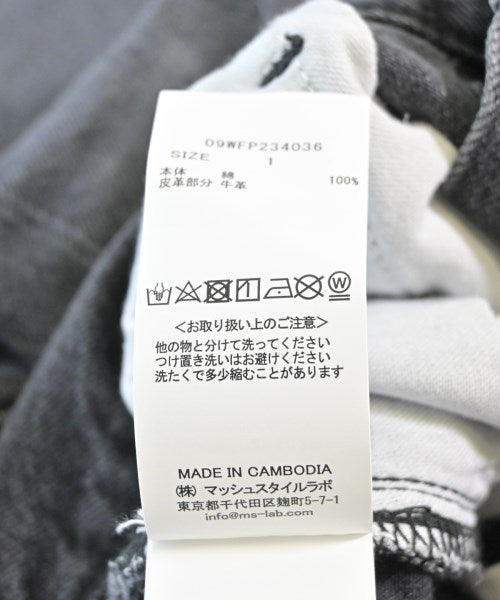 09WFP234036
SIZE 1
本体 綿 100%
皮革部分 牛革
W
<お取り扱い上のご注意>
他の物と分けて洗ってください
つけ置き洗いはお避けください
洗たくで多少縮むことがあります
MADE IN CAMBODIA
(株) マッシュスタイルラボ
東京都千代田区麹町5-7-1
info@ms-lab.com